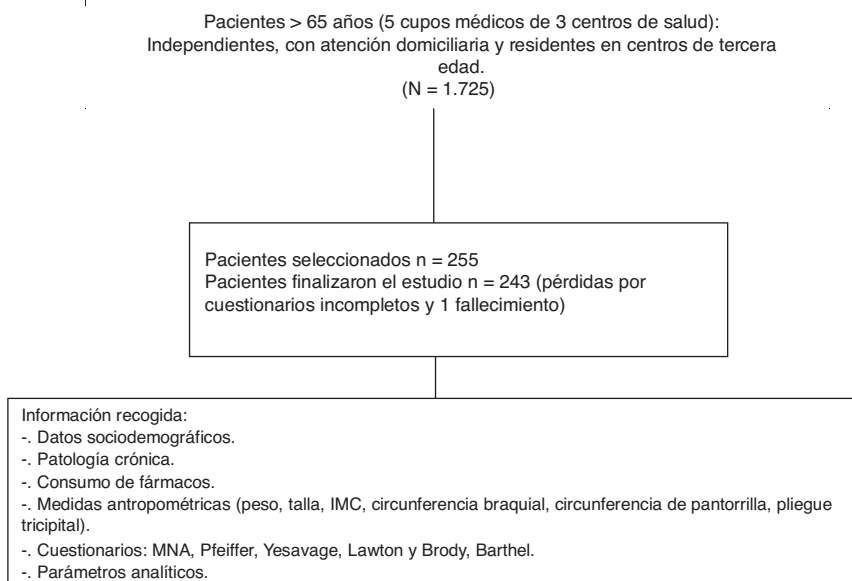 Pacientes > 65 años (5 cupos médicos de 3 centros de salud):
Independientes, con atención domiciliaria y residentes en centros de tercera
edad.
(N = 1.725)
Pacientes seleccionados n = 255
Pacientes finalizaron el estudio n = 243 (pérdidas por
cuestionarios incompletos y 1 fallecimiento)
Información recogida:
-. Datos sociodemográficos.
-. Patología crónica.
-. Consumo de fármacos.
-. Medidas antropométricas (peso, talla, IMC, circunferencia braquial, circunferencia de pantorrilla, pliegue
tricipital).
-. Cuestionarios: MNA, Pfeiffer, Yesavage, Lawton y Brody, Barthel.
-. Parámetros analíticos.